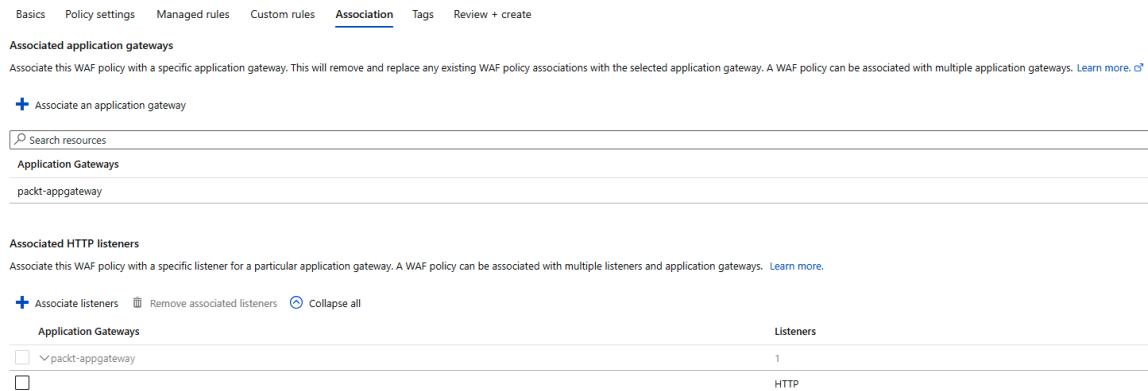 Basics Policy settings Managed rules Custom rules Association Tags Review + create
Associated application gateways
Associate this WAF policy with a specific application gateway. This will remove and replace any existing WAF policy associations with the selected application gateway. A WAF policy can be associated with multiple application gateways. Learn more.
Associate an application gateway
Search resources
Application Gateways
packt-appgateway
Associated HTTP listeners
Associate this WAF policy with a specific listener for a particular application gateway. A WAF policy can be associated with multiple listeners and application gateways. Learn more.
Associate listeners Remove associated listeners Collapse all
Application Gateways Listeners
packt-appgateway 1
HTTP